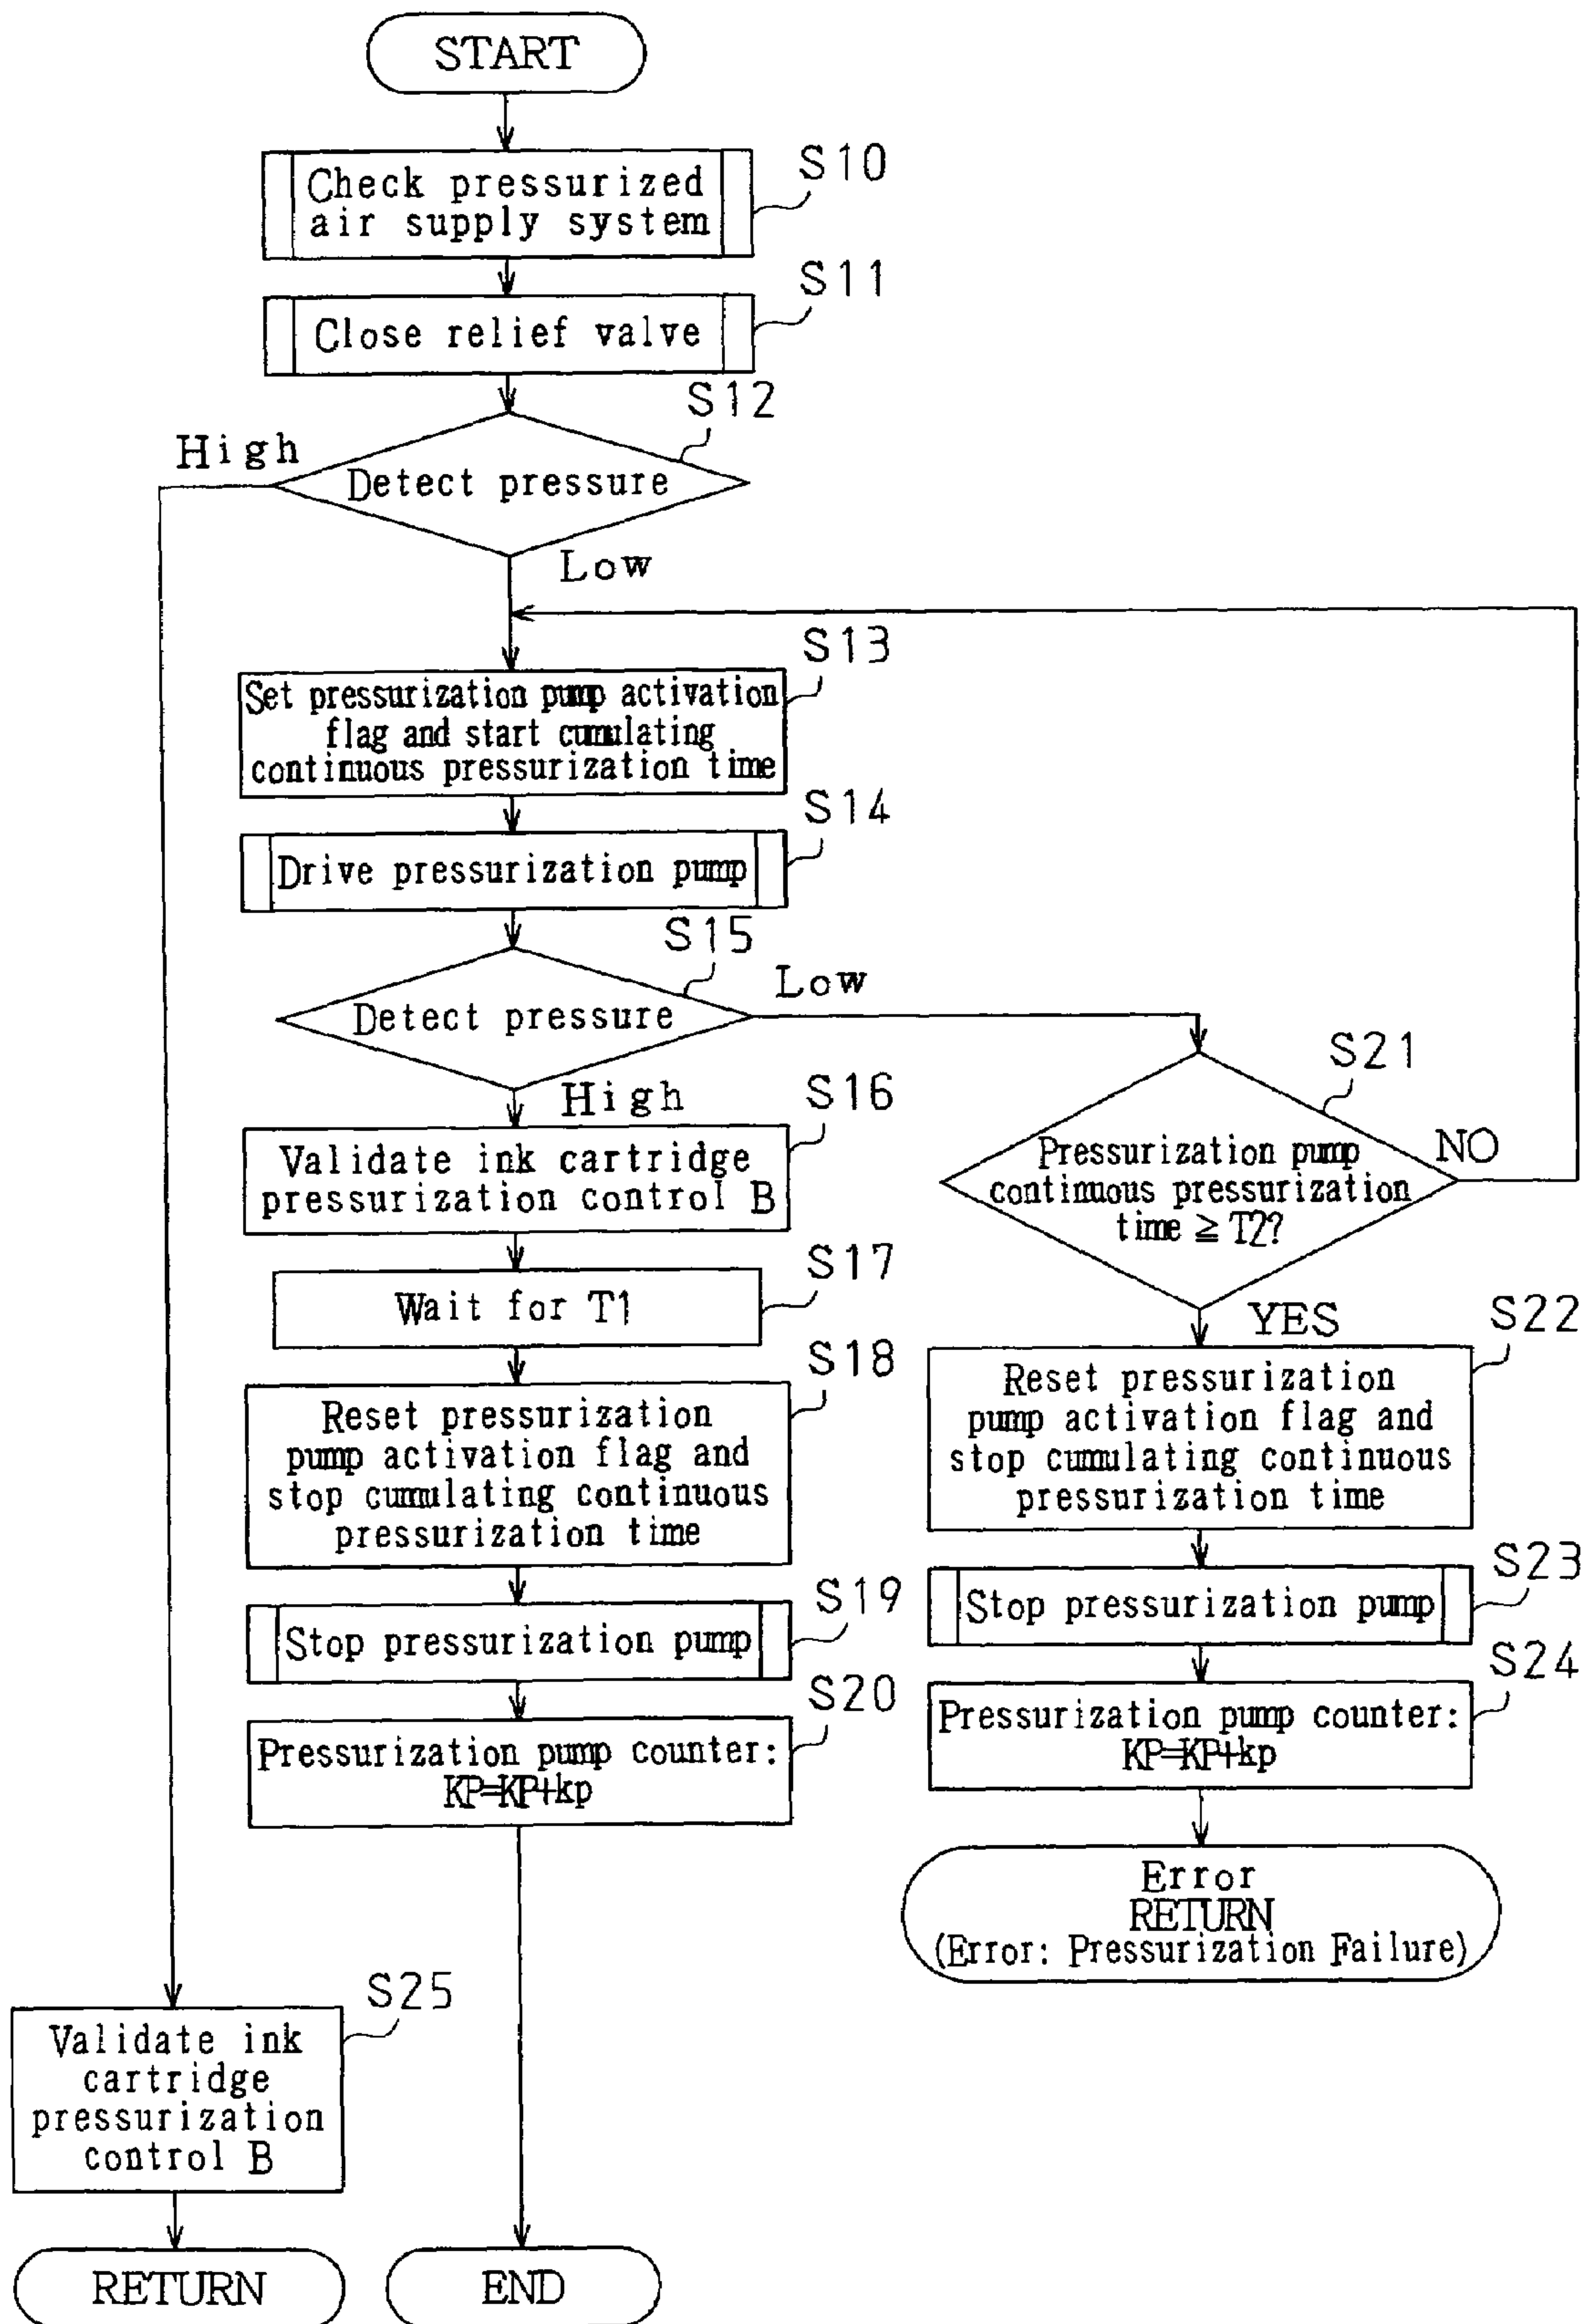 START
S10
Check pressurized
air supply system
S11
Close relief valve
S12
High
Detect pressure
Low
S13
Set pressurization pump activation
flag and start cumulating
continuous pressurization time
S14
Drive pressurization pump
S15
Low
Detect pressure
High
S16
Validate ink cartridge
pressurization control B
S17
Wait for T1
S18
Reset pressurization
pump activation flag and
stop cumulating continuous
pressurization time
S19
Stop pressurization pump
S20
Pressurization pump counter:
KP=KP+kp
S21
Pressurization pump
continuous pressurization
time ≧ T2?
NO
YES
S22
Reset pressurization
pump activation flag and
stop cumulating continuous
pressurization time
S23
Stop pressurization pump
S24
Pressurization pump counter:
KP=KP+kp
Error
RETURN
(Error: Pressurization Failure)
S25
Validate ink
cartridge
pressurization
control B
RETURN
END